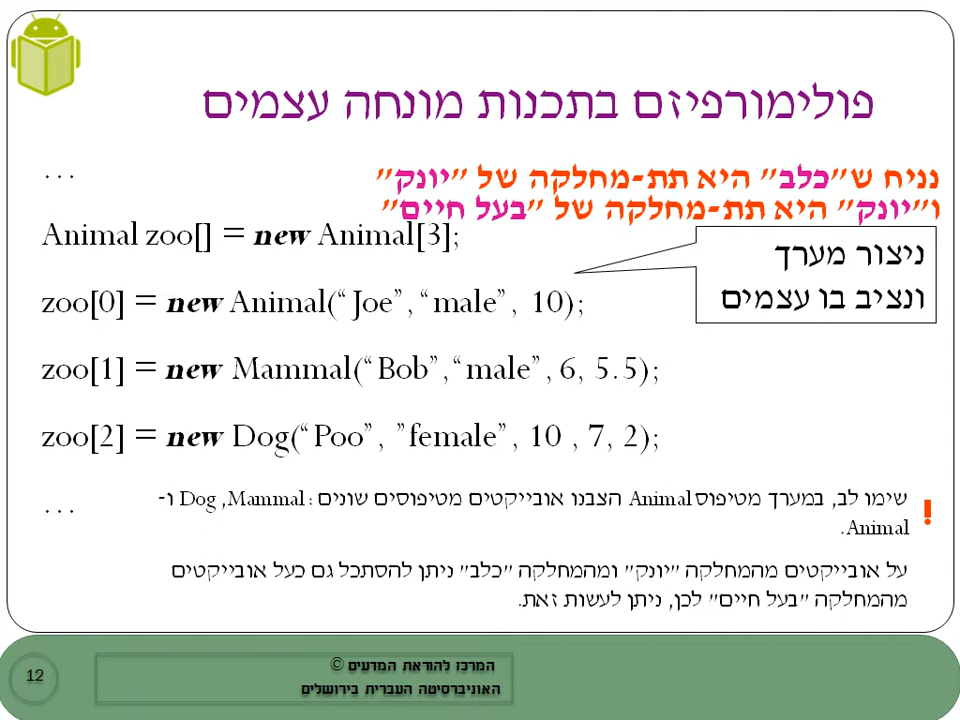 פולימורפיזם בתכנות מונחה עצמים
...
נניח ש"כלב" היא תת-מחלקה של "יונק"
ו"יונק" היא תת-מחלקה של "בעל חיים"
Animal zoo[] = new Animal[3];
ניצור מערך
ונציב בו עצמים
zoo[0] = new Animal(“Joe”,“male”, 10);
zoo[1] = new Mammal(“Bob”,“male”, 6, 5.5);
zoo[2] = new Dog(“Poo”, ”female”, 10 , 7, 2);
...
שימו לב, במערך מטיפוס Animal הצבנו אובייקטים מטיפוסים שונים: Dog ,Mammal ו-
Animal.
!
על אובייקטים מהמחלקה "יונק" ומהמחלקה "כלב" ניתן להסתכל גם כעל אובייקטים
מהמחלקה "בעל חיים" לכן, ניתן לעשות זאת.
12
המרכז להוראת המדעים ©
האוניברסיטה העברית בירושלים